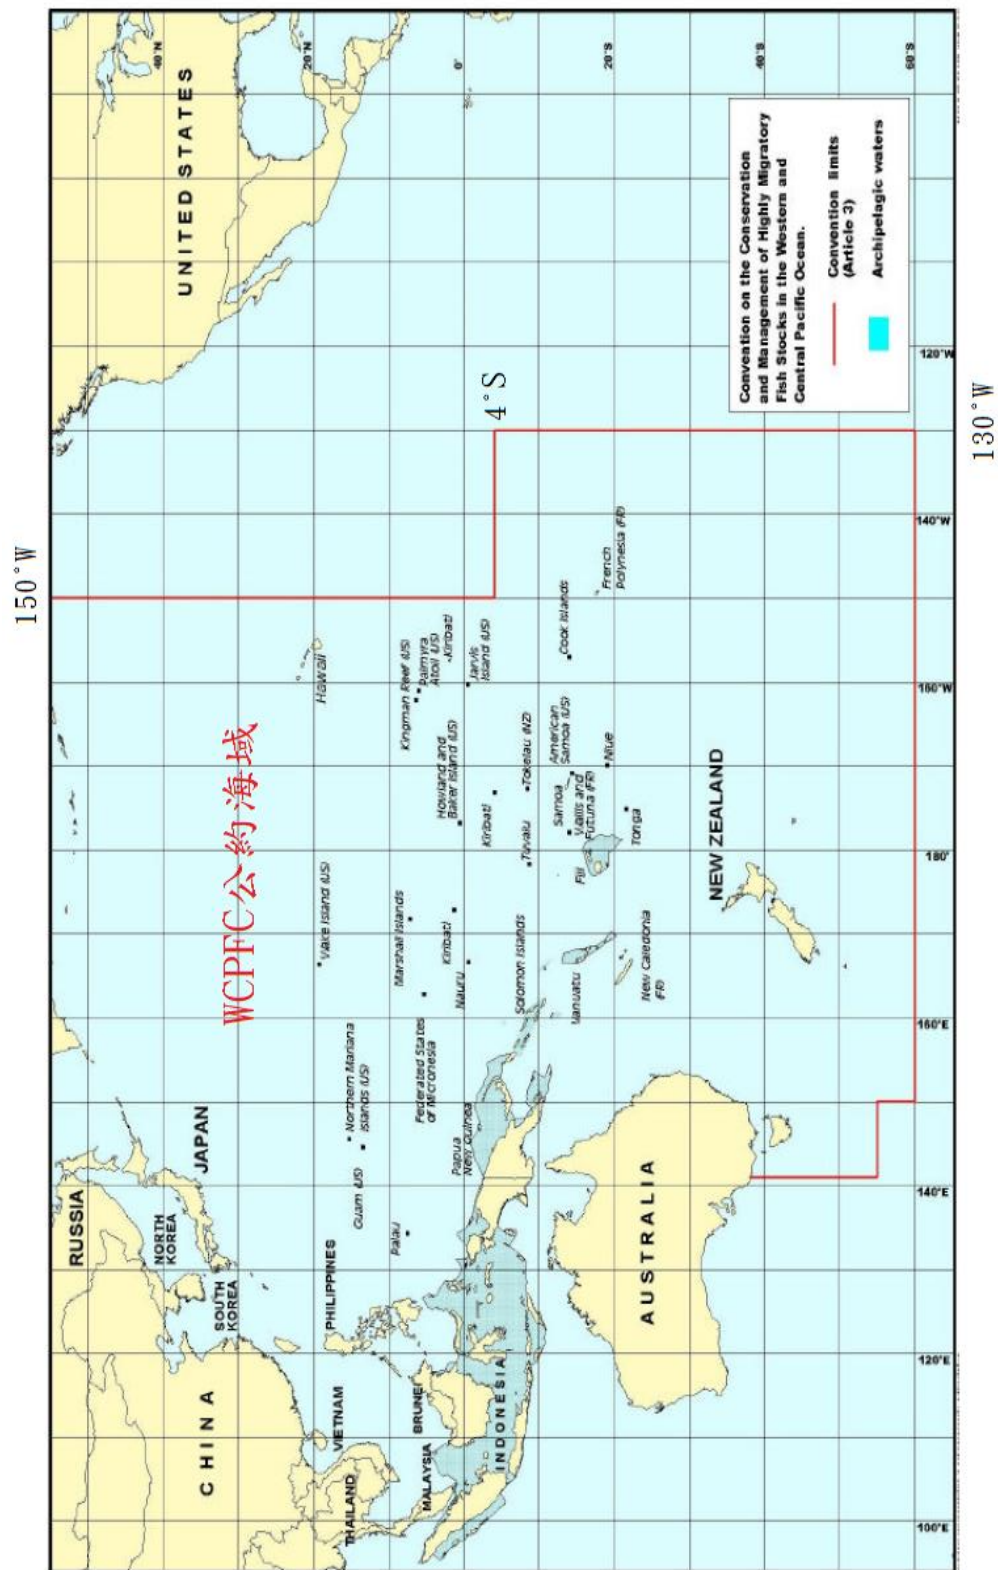 150°W
130°W
4°S
WCPFC公約海域
Convention on the Conservation
and Management of Highly Migratory
Fish Stocks in the Western and
Central Pacific Ocean.
Convention limits
(Article 3)
Archipelagic waters
40°N
20°N
0°
20°S
40°S
60°S
100°E
120°E
140°E
160°E
180°
160°W
140°W
120°W
RUSSIA
CHINA
NORTH
KOREA
SOUTH
KOREA
JAPAN
UNITED STATES
THAILAND
VIETNAM
PHILIPPINES
MALAYSIA
BRUNEI
INDONESIA
AUSTRALIA
NEW ZEALAND
Hawaii
Wake Island (US)
Northern Mariana
Islands (US)
Guam (US)
Palau
Federated States
of Micronesia
Marshall Islands
Papua
New Guinea
Nauru
Kiribati
Howland and
Baker Island (US)
Kingman Reef (US)
Palmyra
Atoll (US)
Kiribati
Jarvis
Island (US)
Kiribati
Solomon Islands
Tuvalu
Tokelau (NZ)
Vanuatu
New Caledonia
(FR)
Fiji
Wallis and
Futuna (FR)
Samoa
American
Samoa (US)
Niue
Tonga
Cook Islands
French
Polynesia (FR)